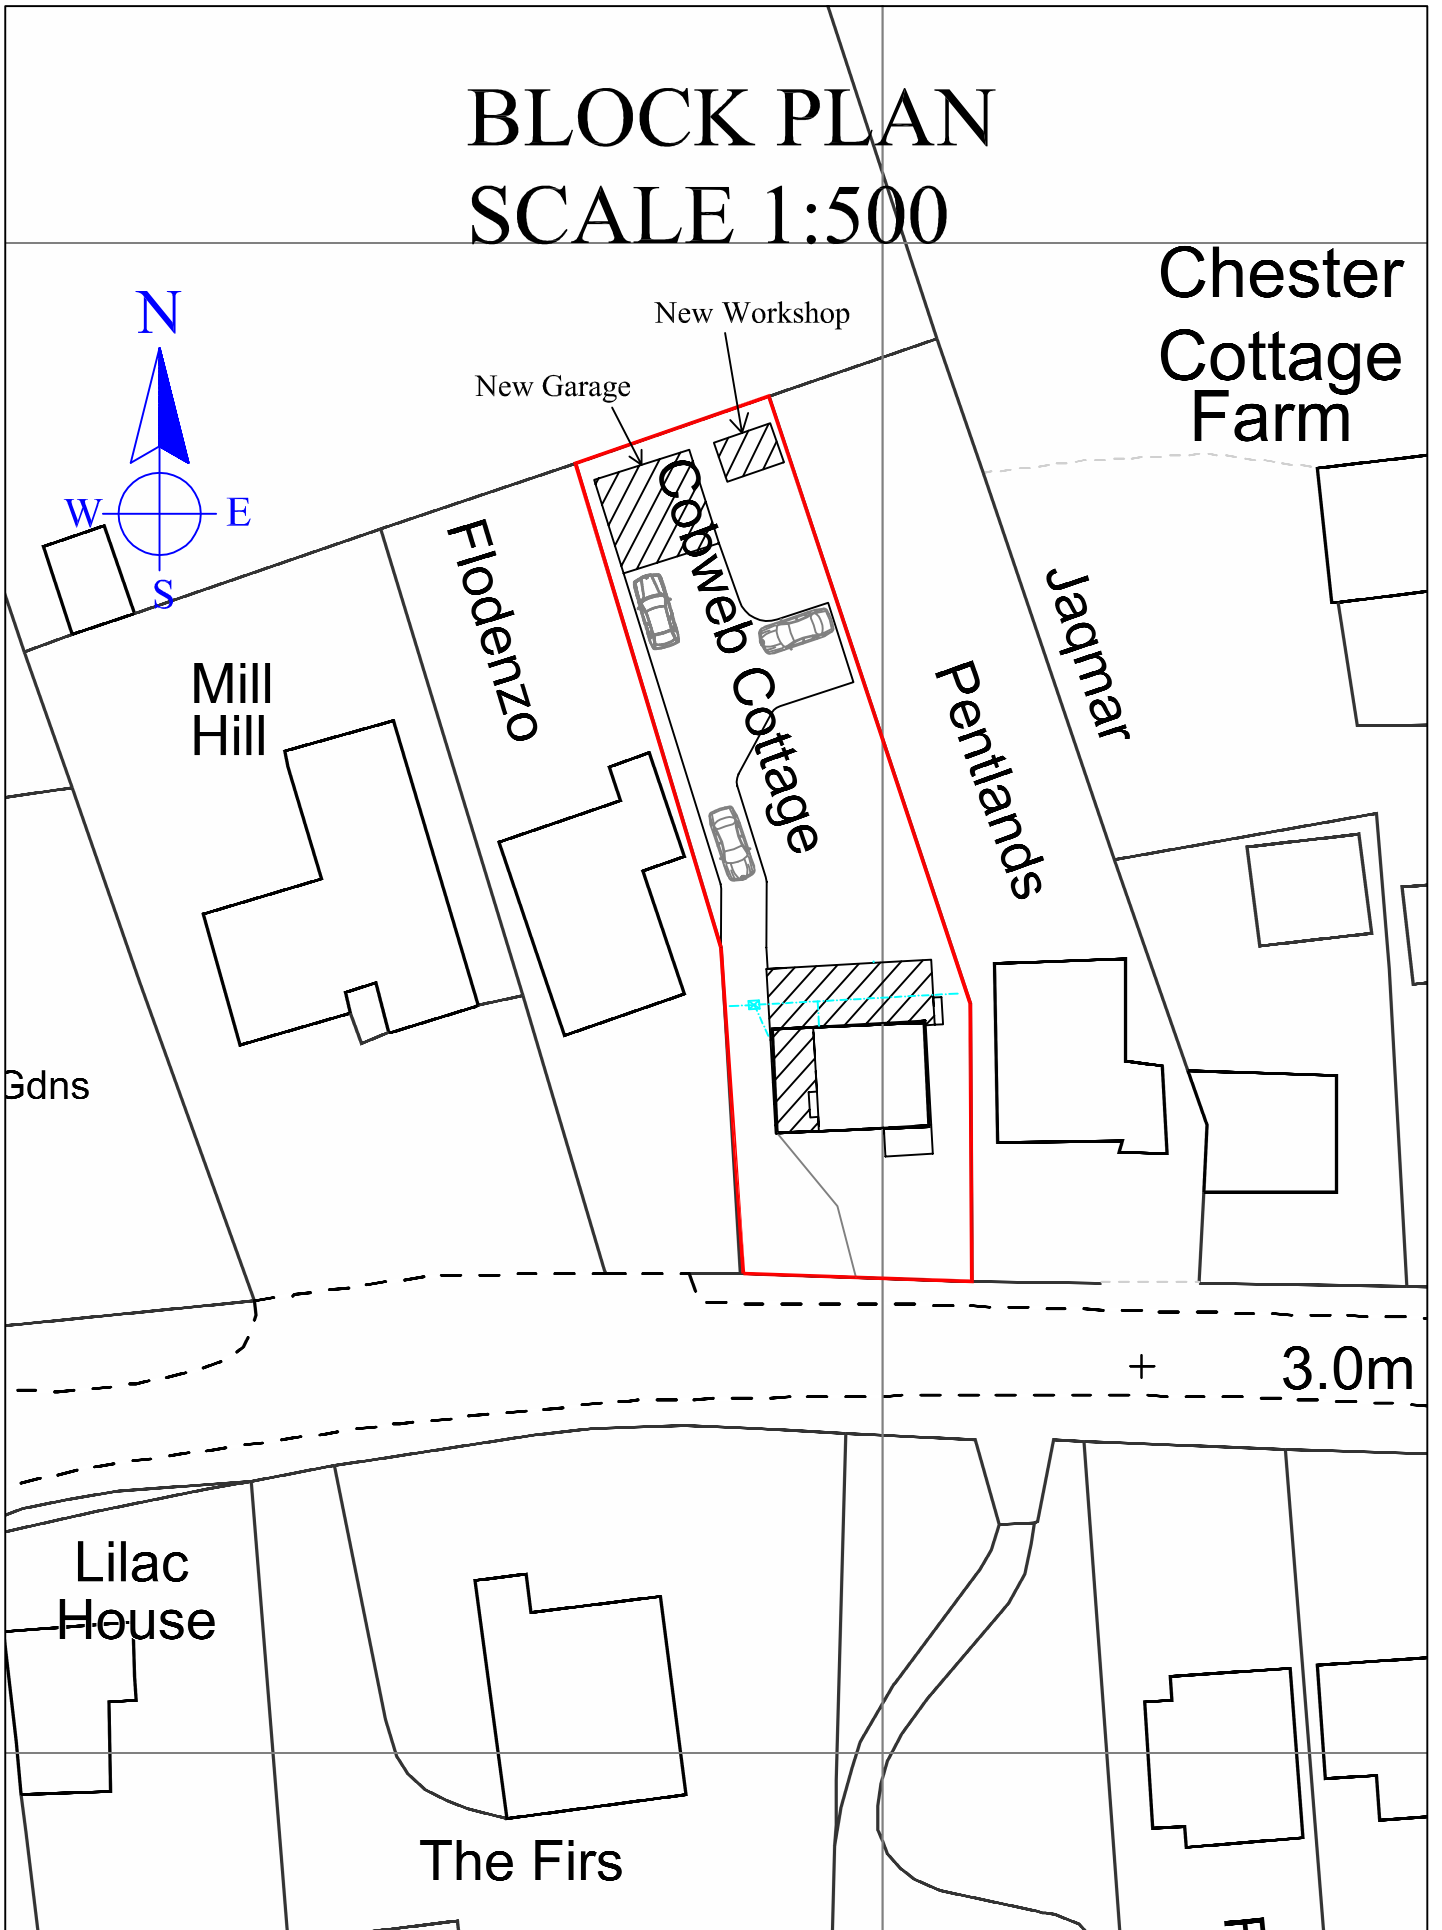 BLOCK PLAN
SCALE 1:500
Chester
Cottage
Farm
N
W
E
S
New Workshop
New Garage
Cobweb Cottage
Flodenzo
Jaqmar
Mill
Hill
Pentlands
Gdns
3.0m
Lilac
House
The Firs